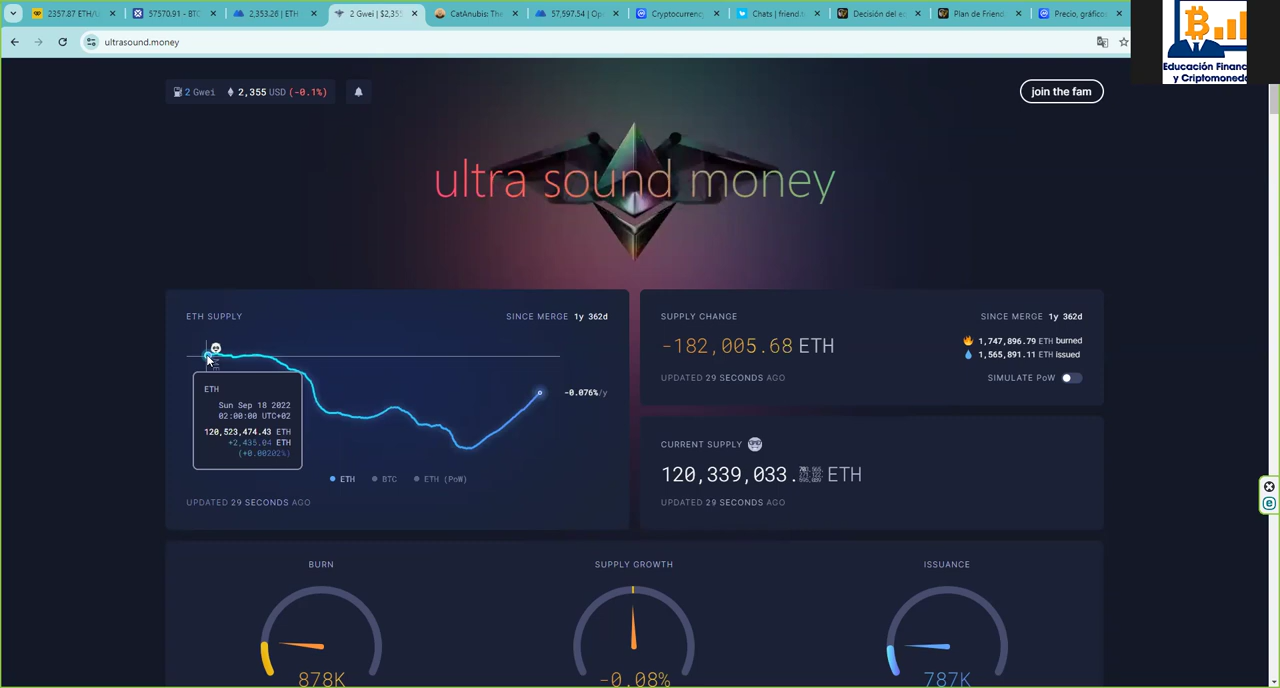 2357.87 ETH/U
57570.91 - BTC
2,353.26 | ETH
2 Gwei | $2,355
CatAnubis: The
57,597.54 | Op
Cryptocurrenc
Chats | friend.t
Decisión del ec
Plan de Friend.
Precio, gráfico
ultrasound.money
Educación Financ
y Criptomoneda
2 Gwei 2,355 USD (-0.1%)
join the fam
ultra sound money
ETH SUPPLY
SINCE MERGE 1y 362d
ETH
Sun Sep 18 2022
02:00:00 UTC+02
120,523,474.43 ETH
+2,435.04 ETH
(+0.00202%)
-0.076%/y
ETH
BTC
ETH (PoW)
UPDATED 29 SECONDS AGO
SUPPLY CHANGE
SINCE MERGE 1y 362d
-182,005.68 ETH
1,747,896.79 ETH burned
1,565,891.11 ETH issued
UPDATED 29 SECONDS AGO
SIMULATE PoW
CURRENT SUPPLY
120,339,033. ETH
UPDATED 29 SECONDS AGO
BURN
SUPPLY GROWTH
ISSUANCE
878K
-0.08%
787K